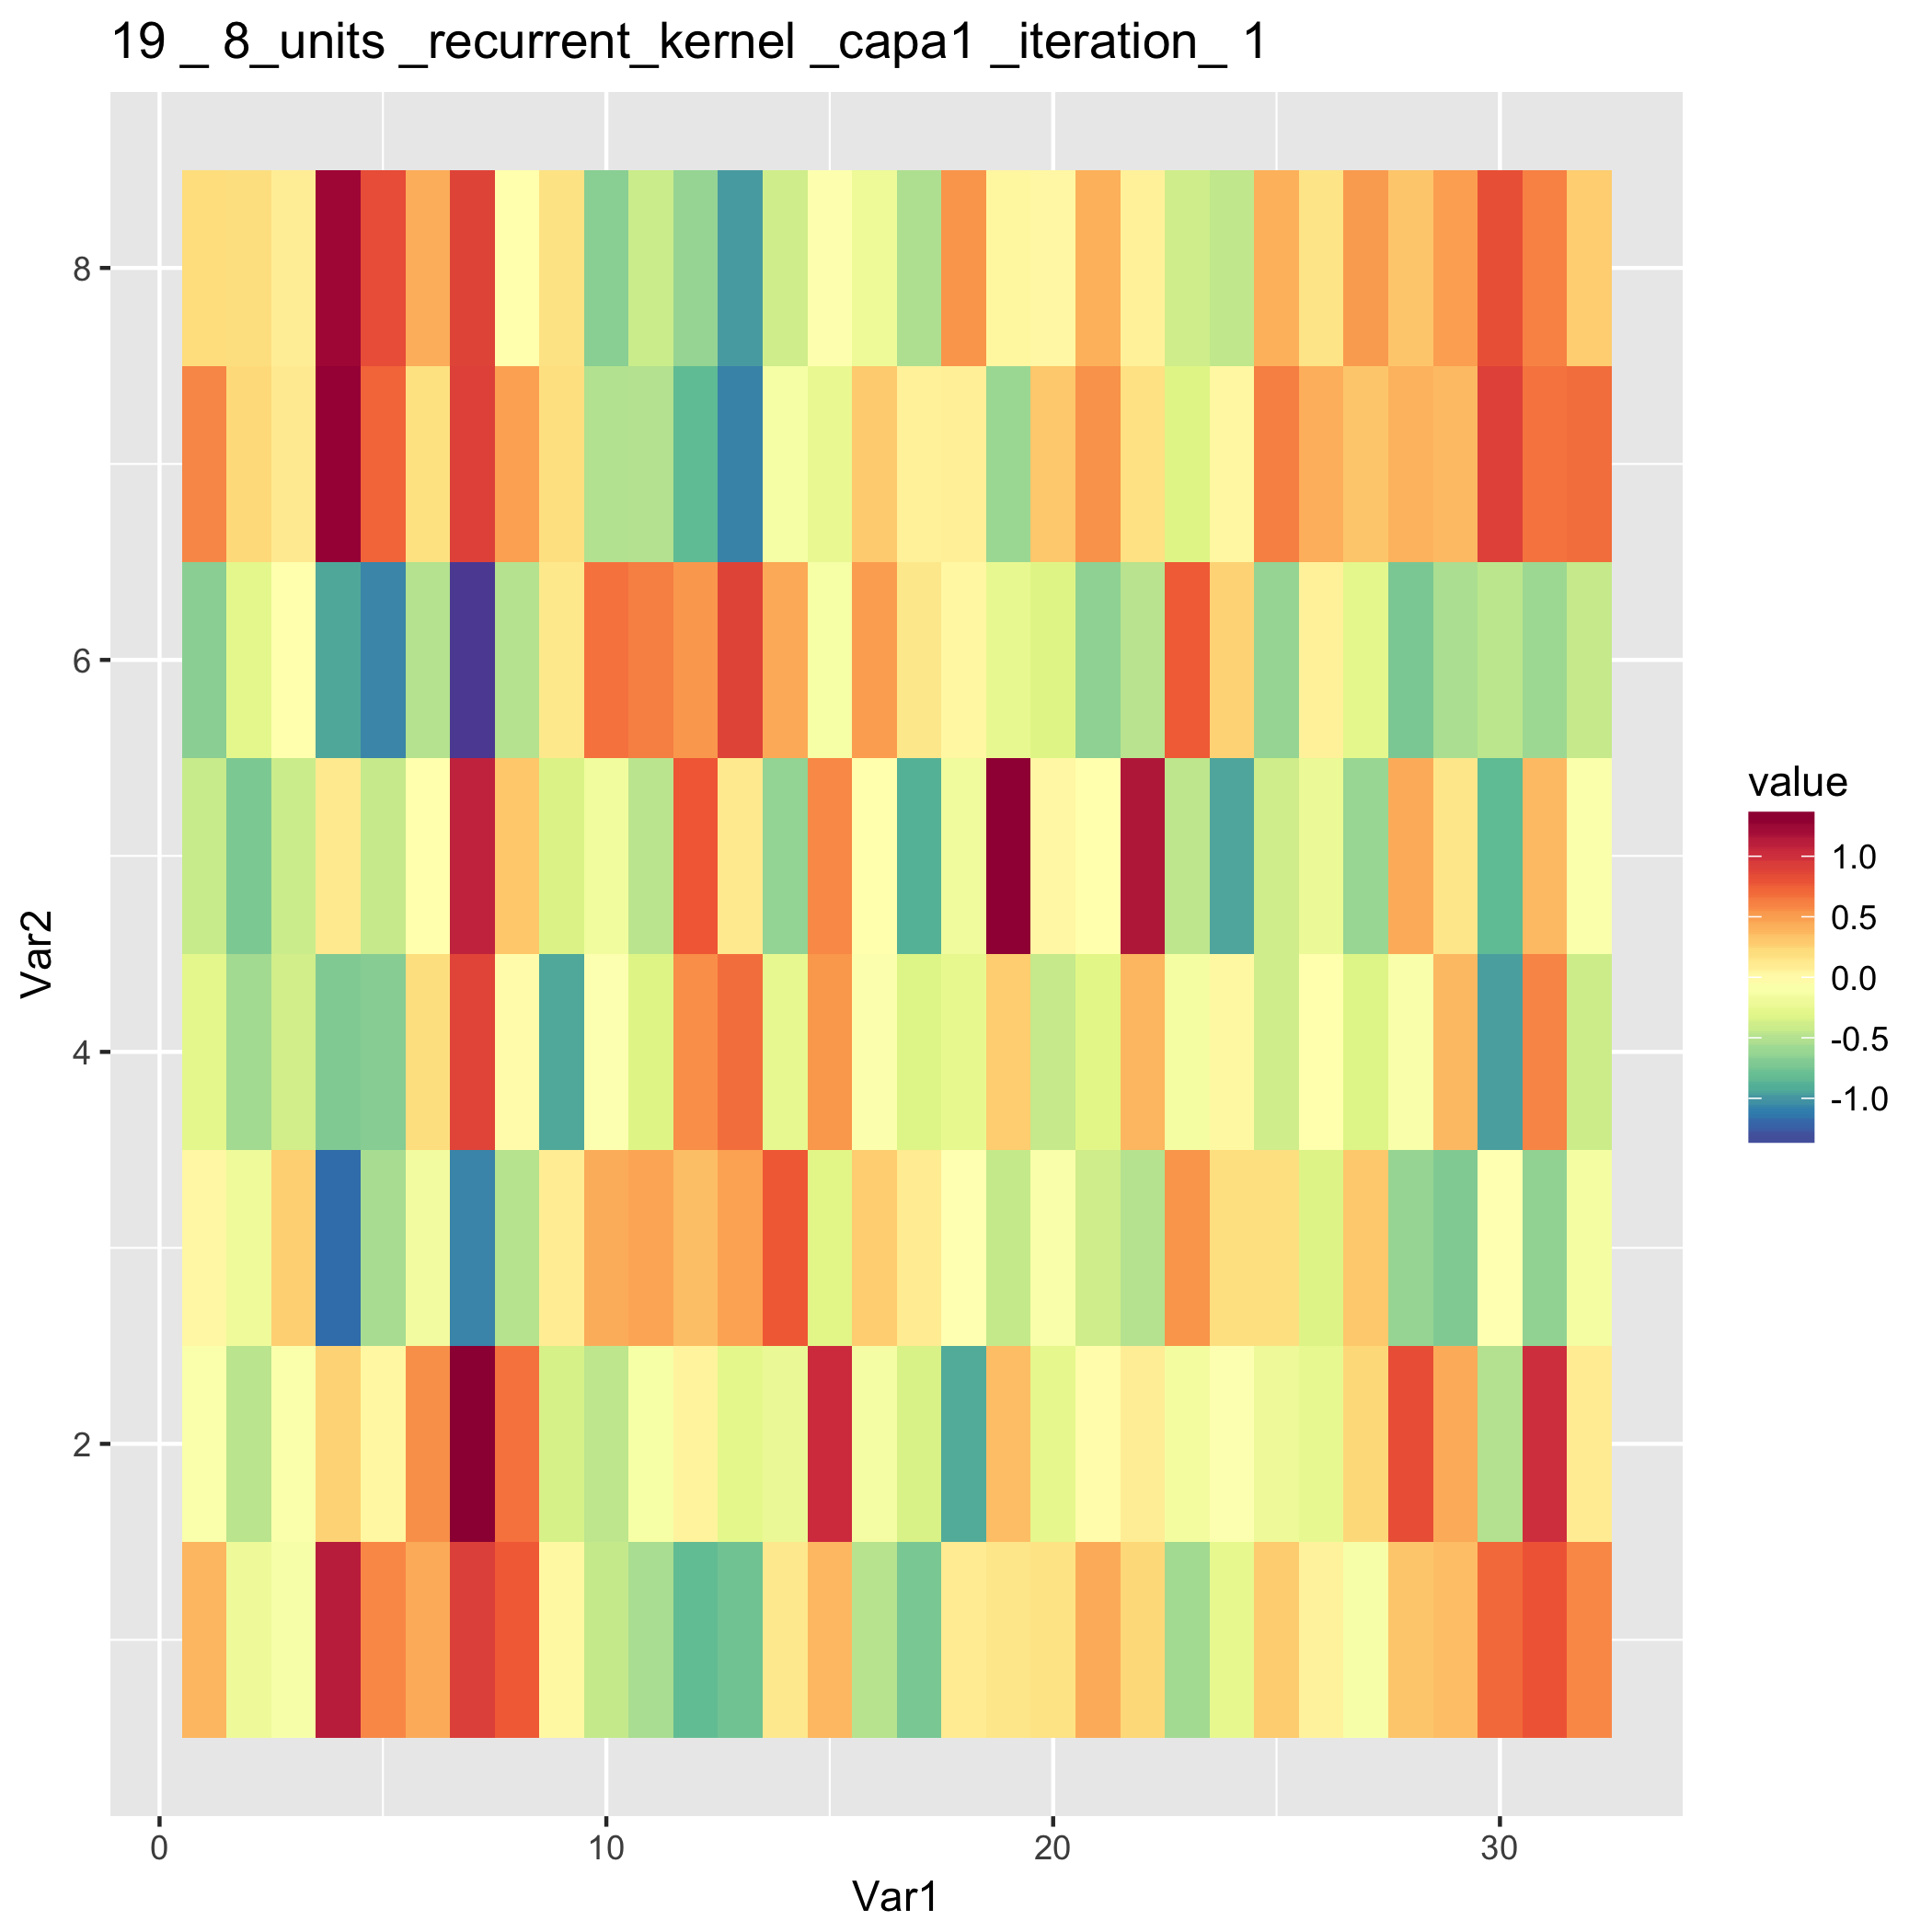 19 _ 8_units _recurrent_kernel _capa1 _iteration_ 1
8
6
4
2
Var2
0 10 20 30
Var1
value
1.0
0.5
0.0
-0.5
-1.0